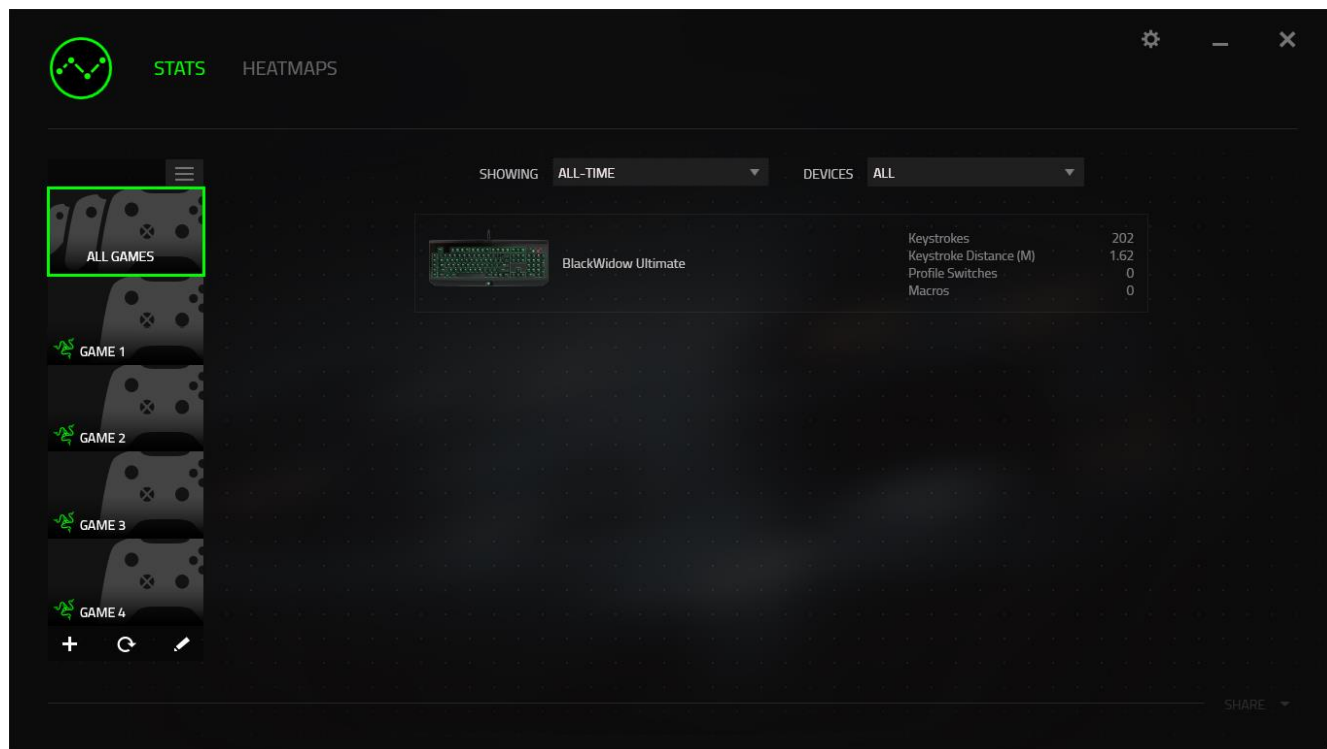 STATS HEATMAPS
SHOWING ALL-TIME DEVICES ALL
ALL GAMES
GAME 1
GAME 2
GAME 3
GAME 4
BlackWidow Ultimate
Keystrokes 202
Keystroke Distance (M) 1.62
Profile Switches 0
Macros 0
SHARE